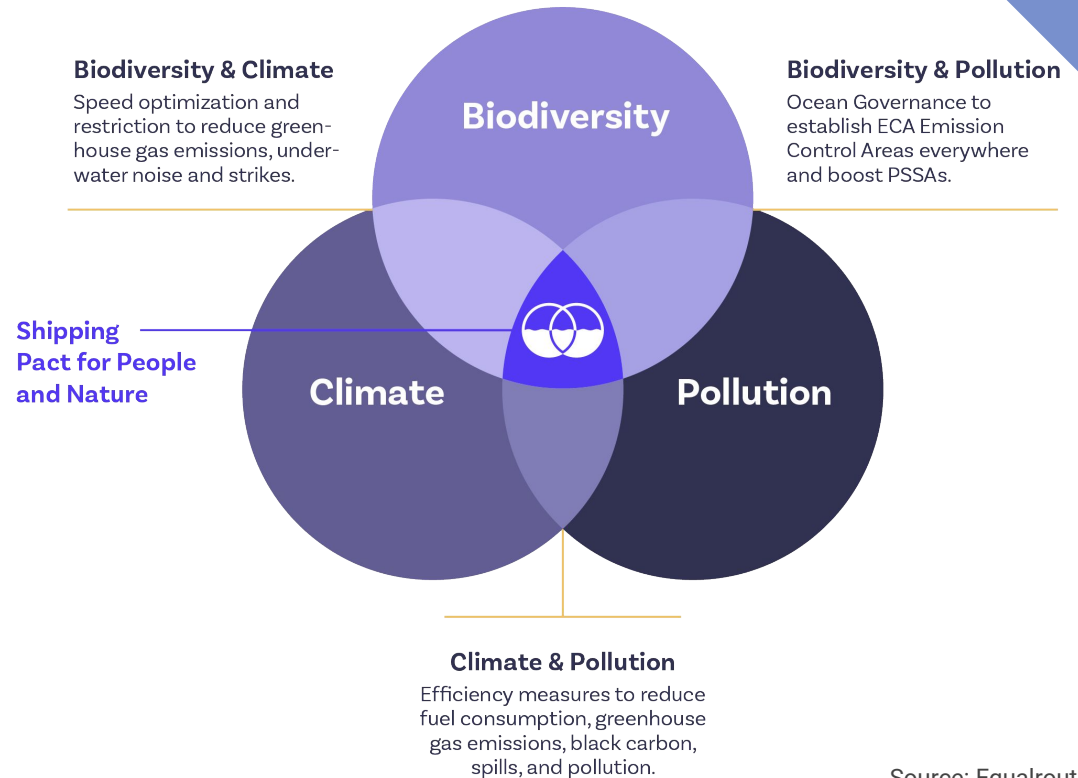 Biodiversity & Climate
Speed optimization and
restriction to reduce green-
house gas emissions, under-
water noise and strikes.
Biodiversity
Biodiversity & Pollution
Ocean Governance to
establish ECA Emission
Control Areas everywhere
and boost PSSAs.
Shipping
Pact for People
and Nature
Climate
Pollution
Climate & Pollution
Efficiency measures to reduce
fuel consumption, greenhouse
gas emissions, black carbon,
spills, and pollution.
Source: Equalrout